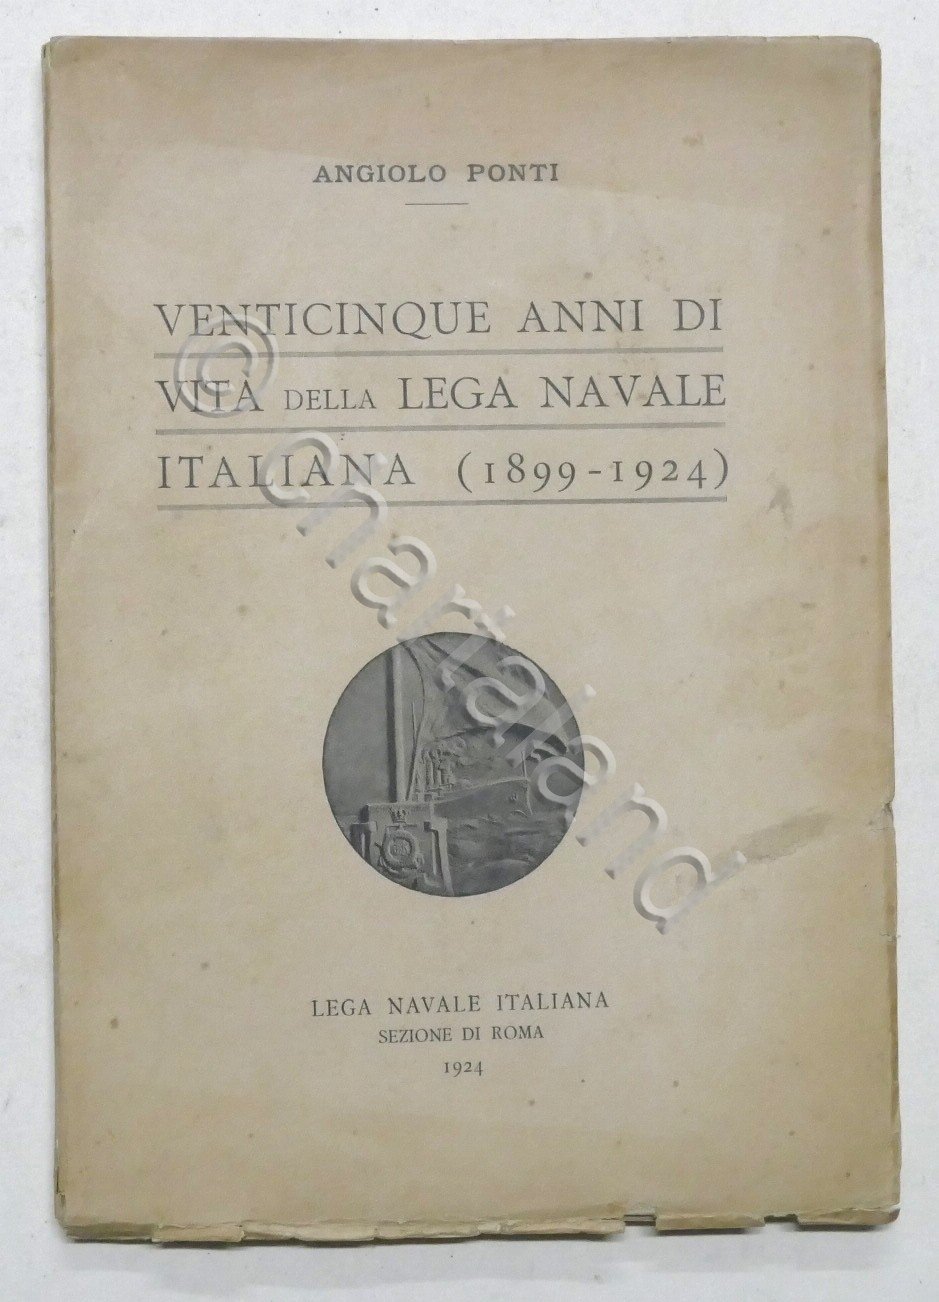 ANGIOLO PONTI
VENTICINQUE ANNI DI
VITA DELLA LEGA NAVALE
ITALIANA (1899-1924)
© chartaland
LEGA NAVALE ITALIANA
SEZIONE DI ROMA
1924